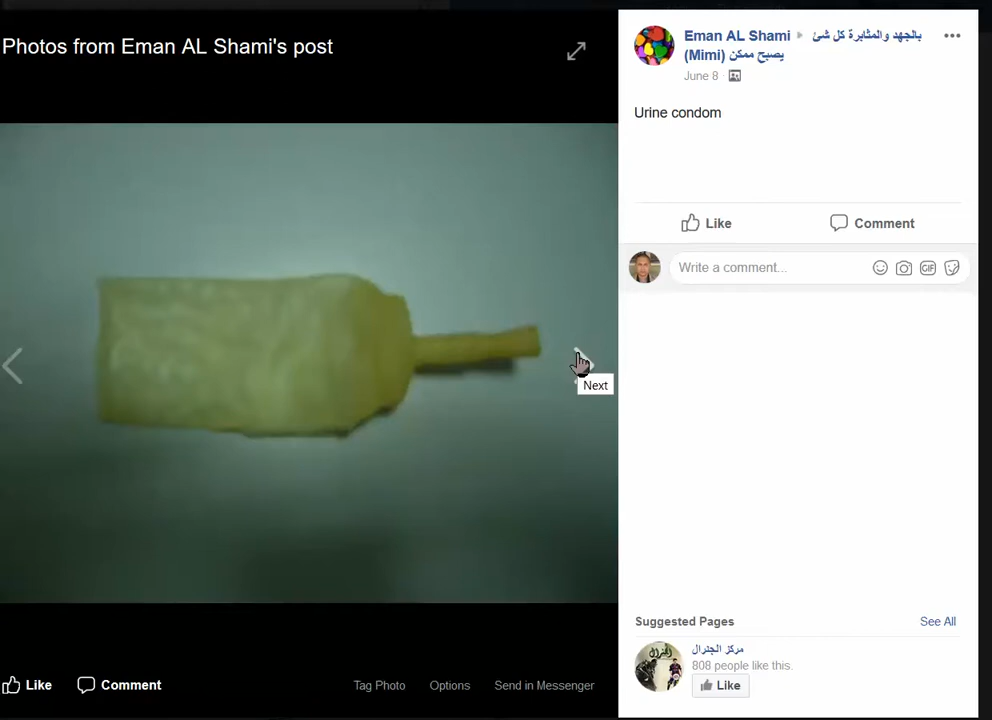 Photos from Eman AL Shami's post
Eman AL Shami بالجهد والمثابرة كل شئ
يصبح ممكن (Mimi)
June 8
Urine condom
Like
Comment
Write a comment...
GIF
Next
Suggested Pages
See All
مركز الجنرال
808 people like this.
Like
Like
Comment
Tag Photo
Options
Send in Messenger